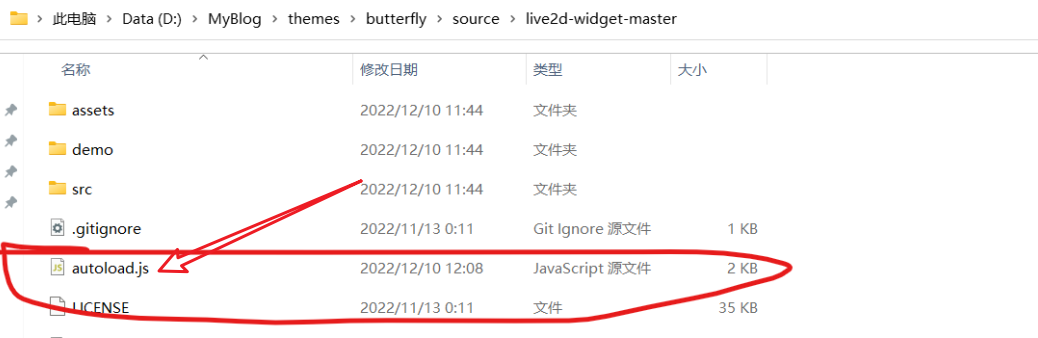 此电脑 > Data (D:) > MyBlog > themes > butterfly > source > live2d-widget-master
名称 修改日期 类型 大小
assets 2022/12/10 11:44 文件夹
demo 2022/12/10 11:44 文件夹
src 2022/12/10 11:44 文件夹
.gitignore 2022/11/13 0:11 Git Ignore 源文件 1 KB
autoload.js 2022/12/10 12:08 JavaScript 源文件 2 KB
LICENSE 2022/11/13 0:11 文件 35 KB